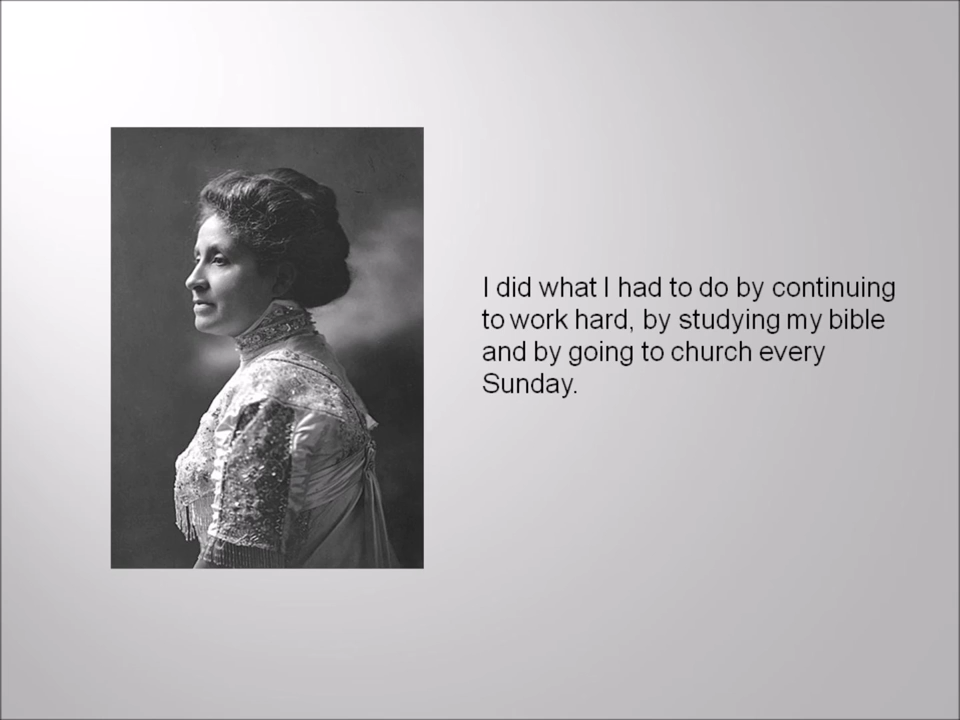 I did what I had to do by continuing
to work hard, by studying my bible
and by going to church every
Sunday.